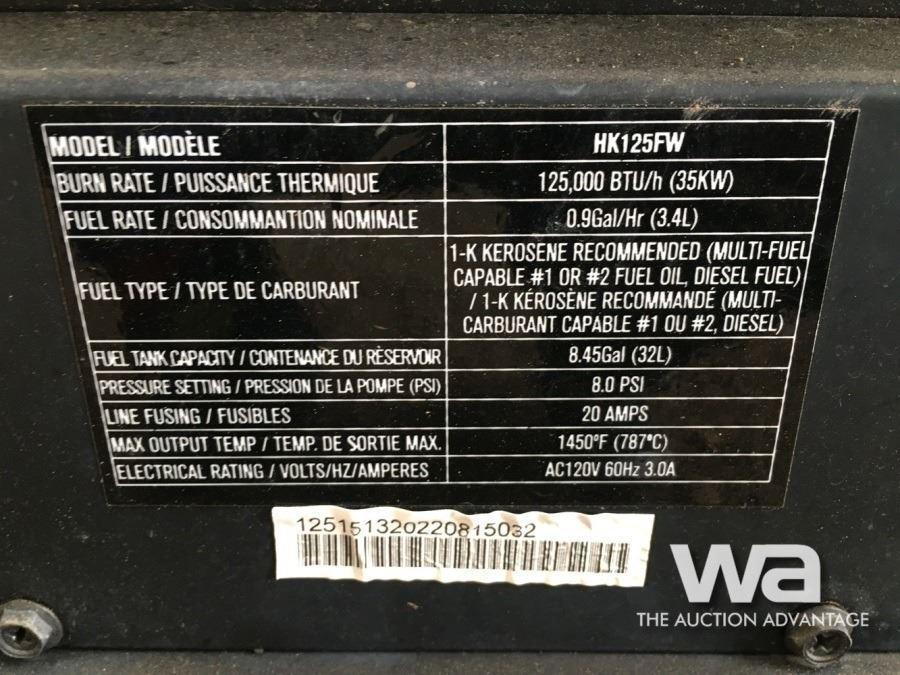 MODEL / MODÈLE HK125FW
BURN RATE / PUISSANCE THERMIQUE 125,000 BTU/h (35KW)
FUEL RATE / CONSOMMANTION NOMINALE 0.9Gal/Hr (3.4L)
FUEL TYPE / TYPE DE CARBURANT
1-K KEROSENE RECOMMENDED (MULTI-FUEL
CAPABLE #1 OR #2 FUEL OIL, DIESEL FUEL)
/ 1-K KÉROSÈNE RECOMMANDÉ (MULTI-
CARBURANT CAPABLE #1 OU #2, DIESEL)
FUEL TANK CAPACITY / CONTENANCE DU RÈSERVOIR 8.45Gal (32L)
PRESSURE SETTING / PRESSION DE LA POMPE (PSI) 8.0 PSI
LINE FUSING / FUSIBLES 20 AMPS
MAX OUTPUT TEMP / TEMP. DE SORTIE MAX. 1450°F (787°C)
ELECTRICAL RATING / VOLTS/HZ/AMPERES AC120V 60Hz 3.0A
125151320220815032
wa
THE AUCTION ADVANTAGE